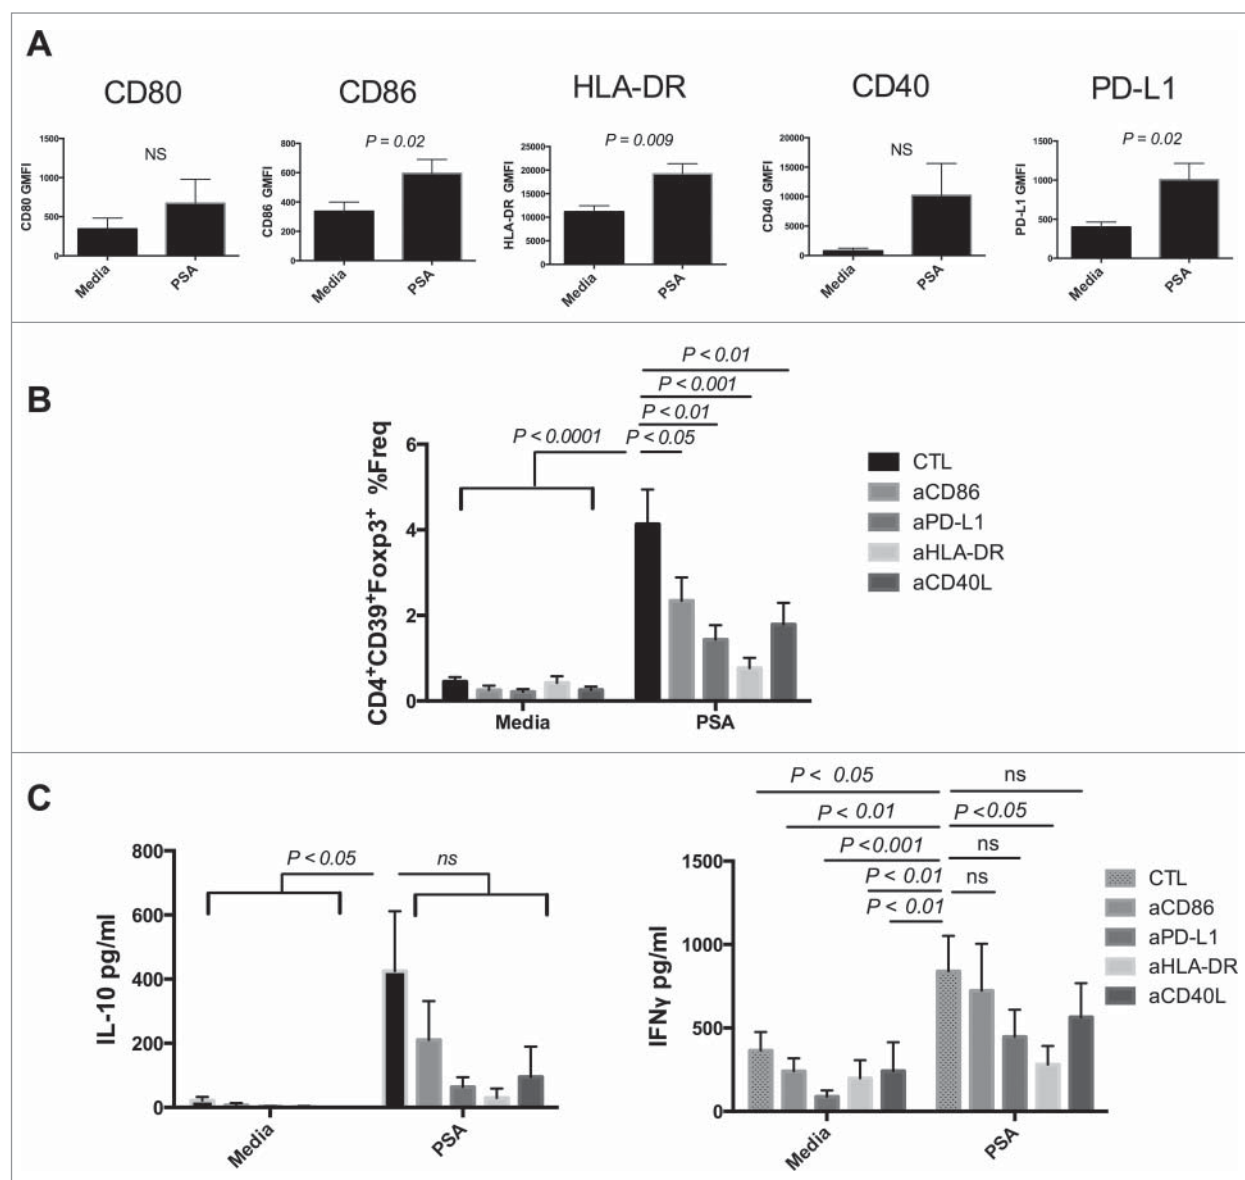 A
CD80
CD86
HLA-DR
CD40
PD-L1
CD80 GMFI
1500
1000
500
0
NS
Media
PSA
CD86 GMFI
800
600
400
200
0
P = 0.02
Media
PSA
HLA-DR GMFI
25000
20000
15000
10000
5000
0
P = 0.009
Media
PSA
CD40 GMFI
20000
15000
10000
5000
0
NS
Media
PSA
PD-L1 GMFI
1500
1000
500
0
P = 0.02
Media
PSA
B
P < 0.01
P < 0.001
P < 0.01
P < 0.0001
P < 0.05
CD4+CD39+Foxp3+ %Freq
6
4
2
0
Media
PSA
CTL
aCD86
aPD-L1
aHLA-DR
aCD40L
C
IL-10 pg/ml
800
600
400
200
0
P < 0.05
ns
Media
PSA
P < 0.05
ns
P < 0.01
P < 0.05
P <0.001
ns
P < 0.01
ns
P < 0.01
IFNγ pg/ml
1500
1000
500
0
Media
PSA
CTL
aCD86
aPD-L1
aHLA-DR
aCD40L